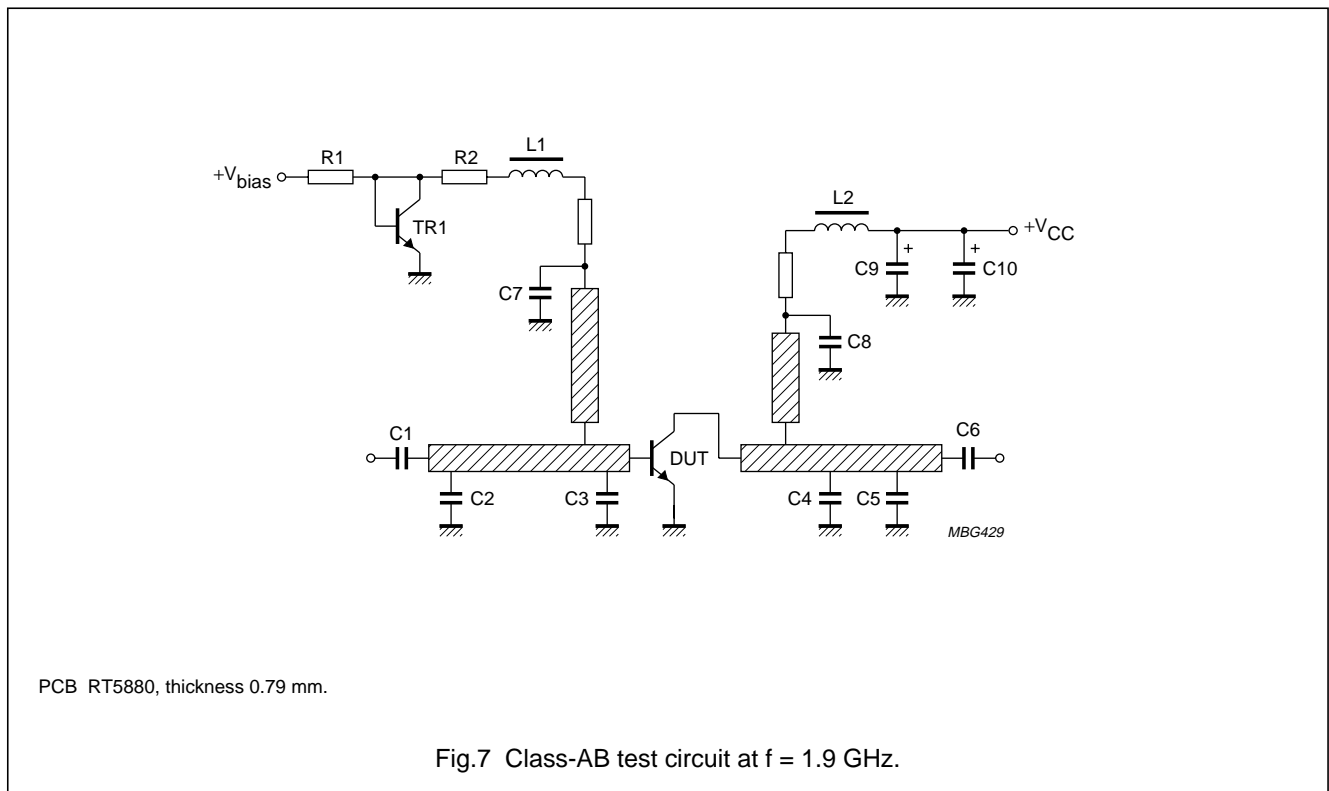 L1
R1
R2
+Vbias
TR1
L2
+VCC
+
+
C9
C10
C7
C8
C1
C6
DUT
C2
C3
C4
C5
MBG429
PCB RT5880, thickness 0.79 mm.
Fig.7 Class-AB test circuit at f = 1.9 GHz.